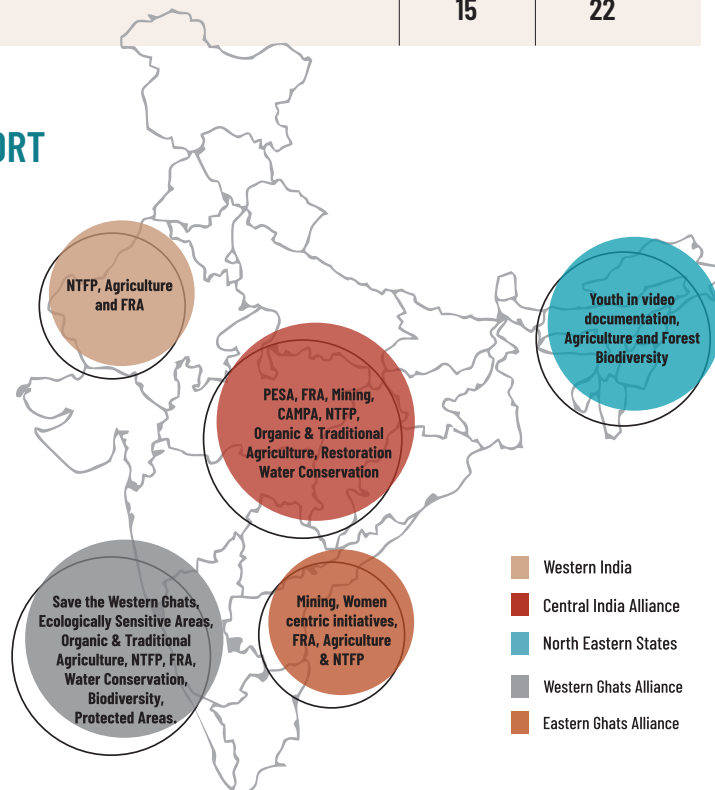 15
22
ORT
NTFP, Agriculture
and FRA
Youth in video
documentation,
Agriculture and Forest
Biodiversity
PESA, FRA, Mining,
CAMPA, NTFP,
Organic & Traditional
Agriculture, Restoration
Water Conservation
Save the Western Ghats,
Ecologically Sensitive Areas,
Organic & Traditional
Agriculture, NTFP, FRA,
Water Conservation,
Biodiversity,
Protected Areas.
Mining, Women
centric initiatives,
FRA, Agriculture
& NTFP
Western India
Central India Alliance
North Eastern States
Western Ghats Alliance
Eastern Ghats Alliance